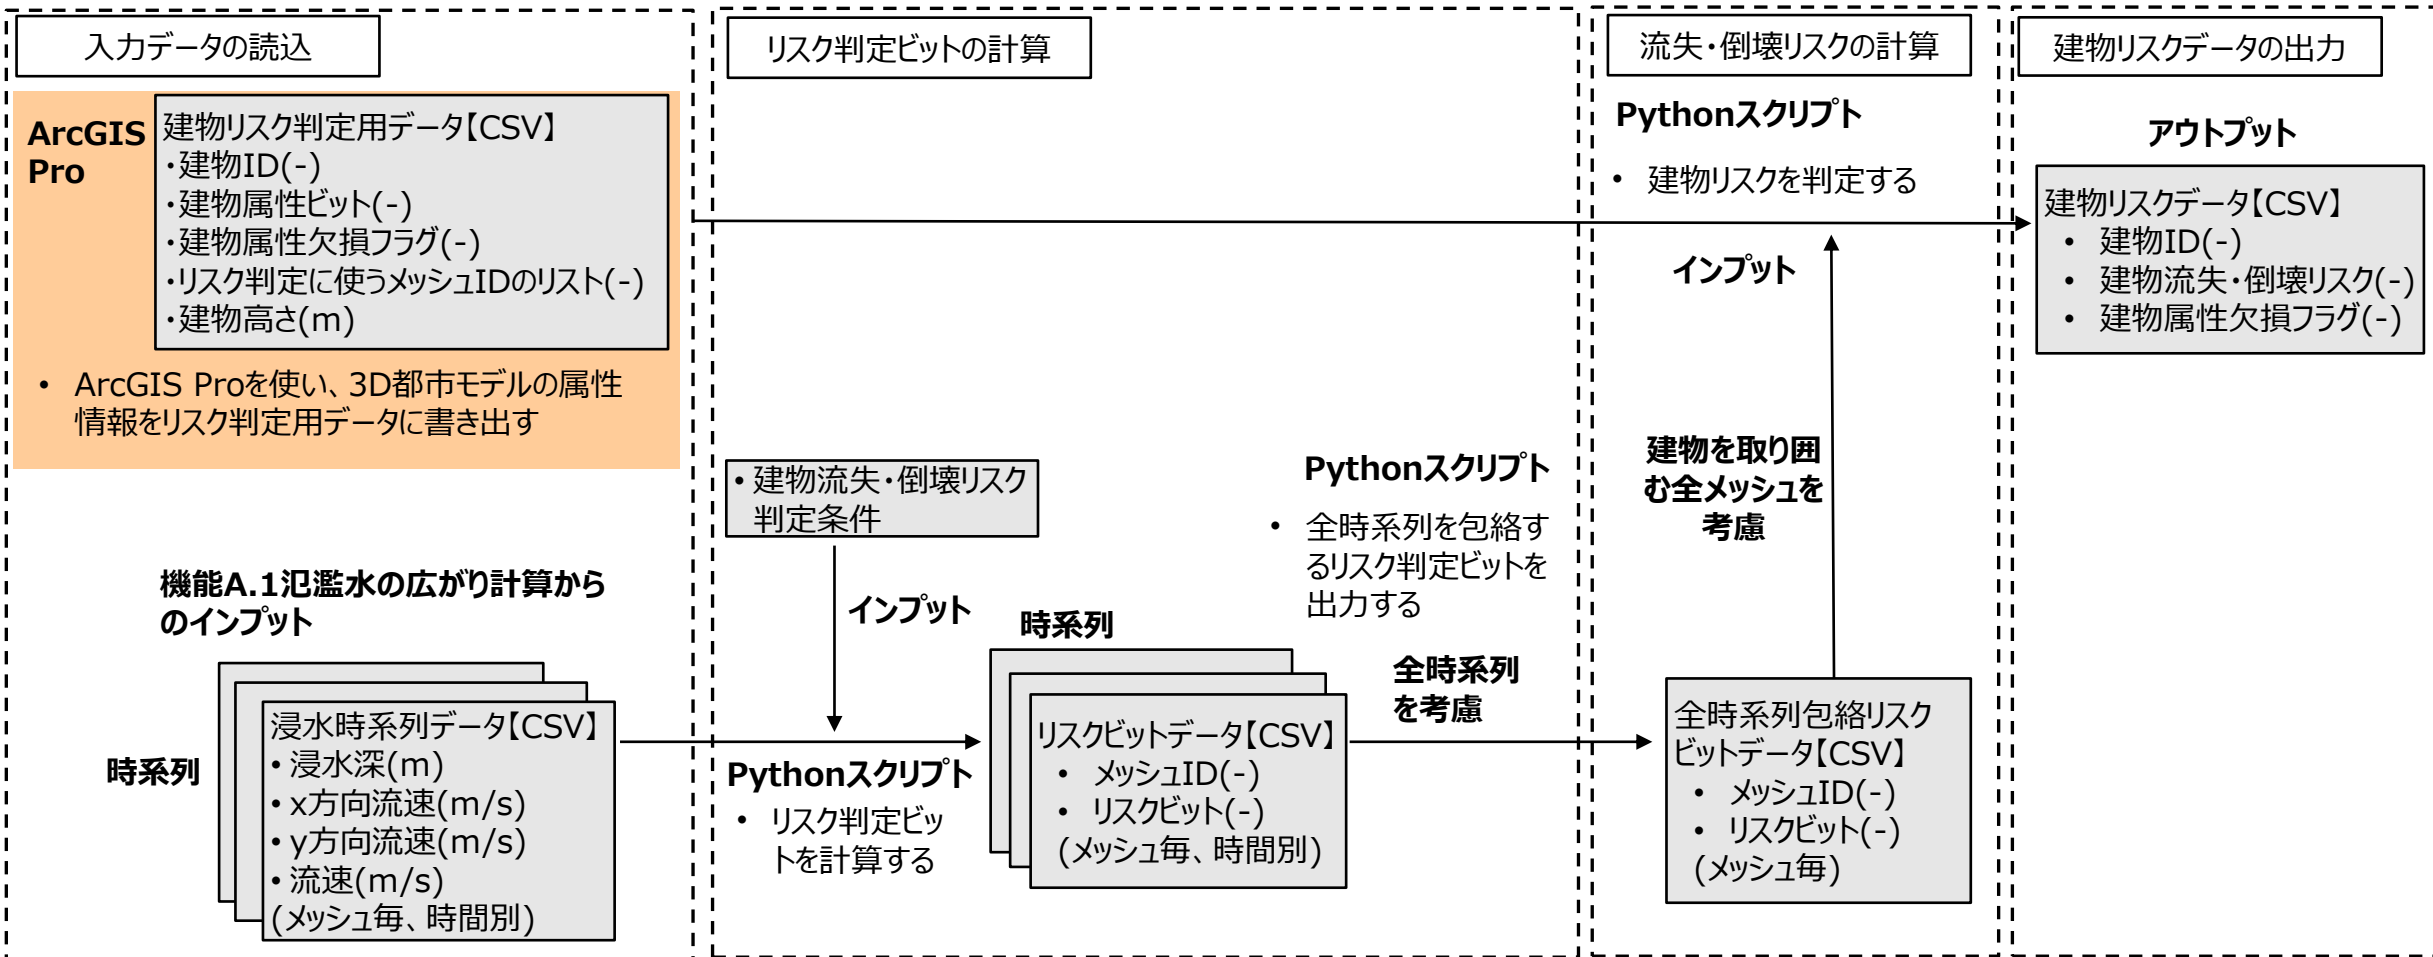 入力データの読込
ArcGIS
Pro
建物リスク判定用データ【CSV】
・建物ID(-)
・建物属性ビット(-)
・建物属性欠損フラグ(-)
・リスク判定に使うメッシュIDのリスト(-)
・建物高さ(m)
• ArcGIS Proを使い、3D都市モデルの属性
情報をリスク判定用データに書き出す
機能A.1氾濫水の広がり計算から
のインプット
時系列
浸水時系列データ【CSV】
• 浸水深(m)
• x方向流速(m/s)
• y方向流速(m/s)
• 流速(m/s)
(メッシュ毎、時間別)
リスク判定ビットの計算
• 建物流失・倒壊リスク
判定条件
インプット
Pythonスクリプト
• リスク判定ビッ
トを計算する
時系列
リスクビットデータ【CSV】
• メッシュID(-)
• リスクビット(-)
(メッシュ毎、時間別)
Pythonスクリプト
• 全時系列を包絡す
るリスク判定ビットを
出力する
全時系列
を考慮
流失・倒壊リスクの計算
Pythonスクリプト
• 建物リスクを判定する
インプット
建物を取り囲
む全メッシュを
考慮
全時系列包絡リスク
ビットデータ【CSV】
• メッシュID(-)
• リスクビット(-)
(メッシュ毎)
建物リスクデータの出力
アウトプット
建物リスクデータ【CSV】
• 建物ID(-)
• 建物流失・倒壊リスク(-)
• 建物属性欠損フラグ(-)